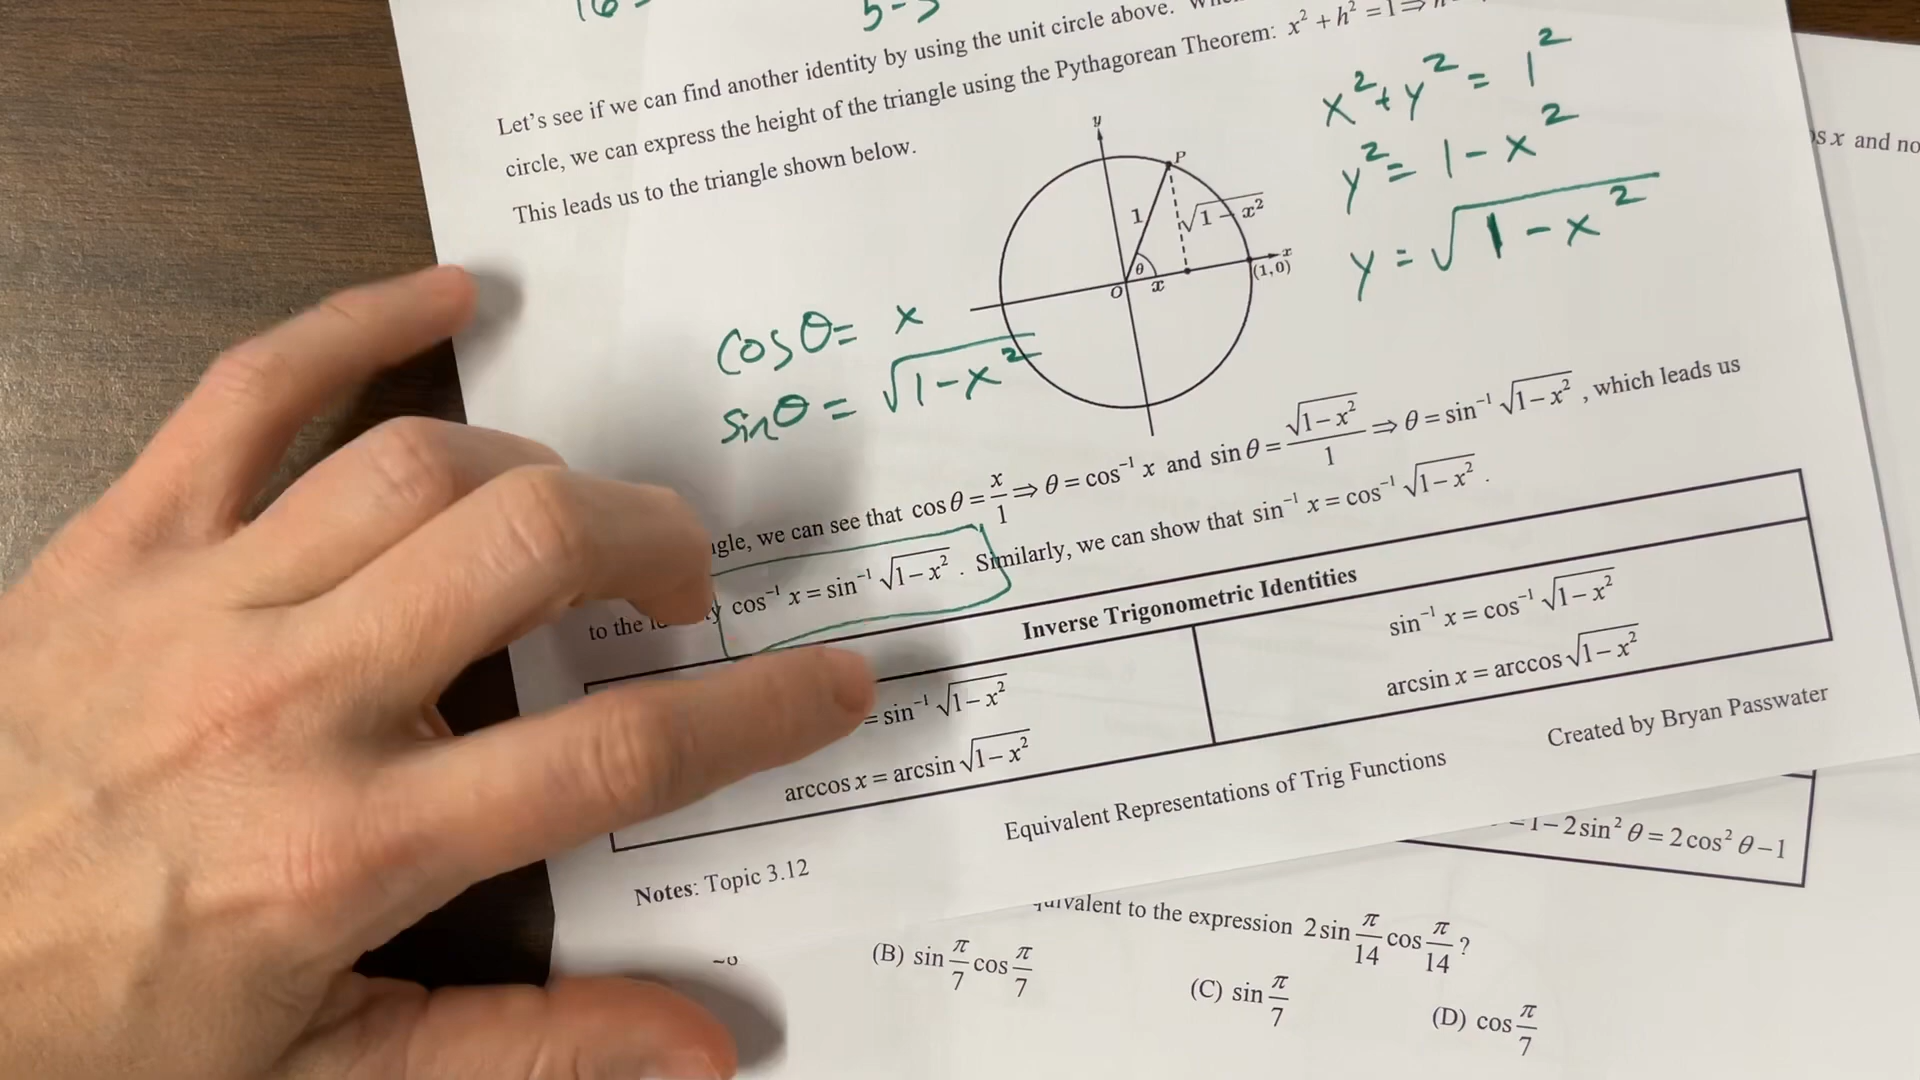 16
5-5
Let's see if we can find another identity by using the unit circle above.
circle, we can express the height of the triangle using the Pythagorean Theorem: x² + h² = 1 ⇒
This leads us to the triangle shown below.
x² + y² = 1²
y² = 1 - x²
y = √(1 - x²)
y
P
1
√(1 - x²)
θ
O
x
x
(1,0)
cos θ = x
sin θ = √(1-x²)
we can see that cos θ = x/1 ⇒ θ = cos⁻¹ x and sin θ = √(1-x²)/1 ⇒ θ = sin⁻¹ √(1-x²), which leads us
to the cos⁻¹ x = sin⁻¹ √(1-x²). Similarly, we can show that sin⁻¹ x = cos⁻¹ √(1-x²).
Inverse Trigonometric Identities
= sin⁻¹ √(1-x²)
arccos x = arcsin √(1-x²)
sin⁻¹ x = cos⁻¹ √(1-x²)
arcsin x = arccos √(1-x²)
Notes: Topic 3.12
Equivalent Representations of Trig Functions
Created by Bryan Passwater
x and no
1-2sin² θ = 2cos² θ -1
to the expression 2 sin π/14 cos π/14 ?
(B) sin π/7 cos π/7
(C) sin π/7
(D) cos π/7